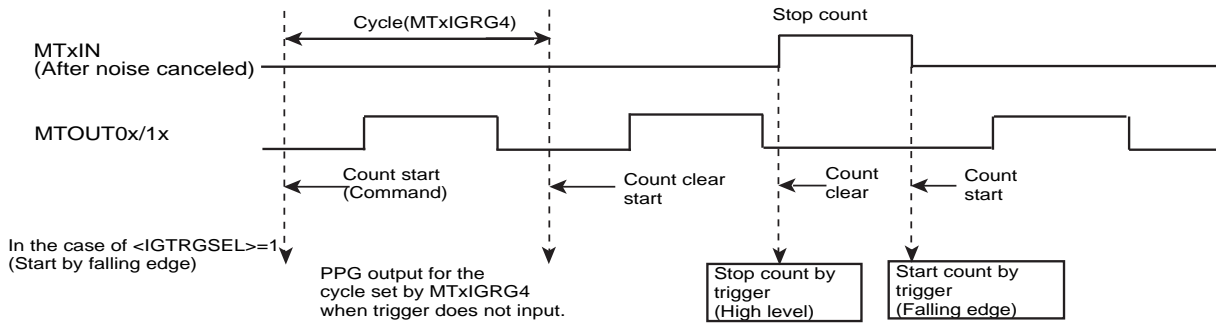 Cycle(MTxIGRG4)
Stop count
MTxIN
(After noise canceled)
MTOUT0x/1x
Count start
(Command)
Count clear
start
Count
clear
Count
start
In the case of <IGTRGSEL>=1
(Start by falling edge)
PPG output for the
cycle set by MTxIGRG4
when trigger does not input.
Stop count by
trigger
(High level)
Start count by
trigger
(Falling edge)